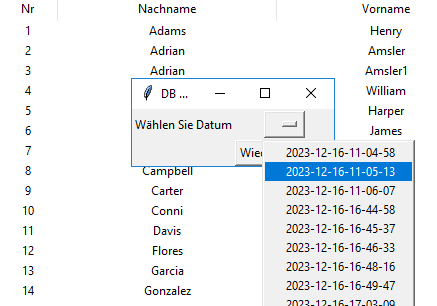 Nr Nachname Vorname
1 Adams Henry
2 Adrian Amsler
3 Adrian Amsler1
4 William
5 Harper
6 James
7
8 Campbell
9 Carter
10 Conni
11 Davis
12 Flores
13 Garcia
14 Gonzalez
DB ...
Wählen Sie Datum
2023-12-16-11-04-58
2023-12-16-11-05-13
2023-12-16-11-06-07
2023-12-16-16-44-58
2023-12-16-16-45-37
2023-12-16-16-46-33
2023-12-16-16-48-16
2023-12-16-16-49-47
2023-12-16-17-03-09